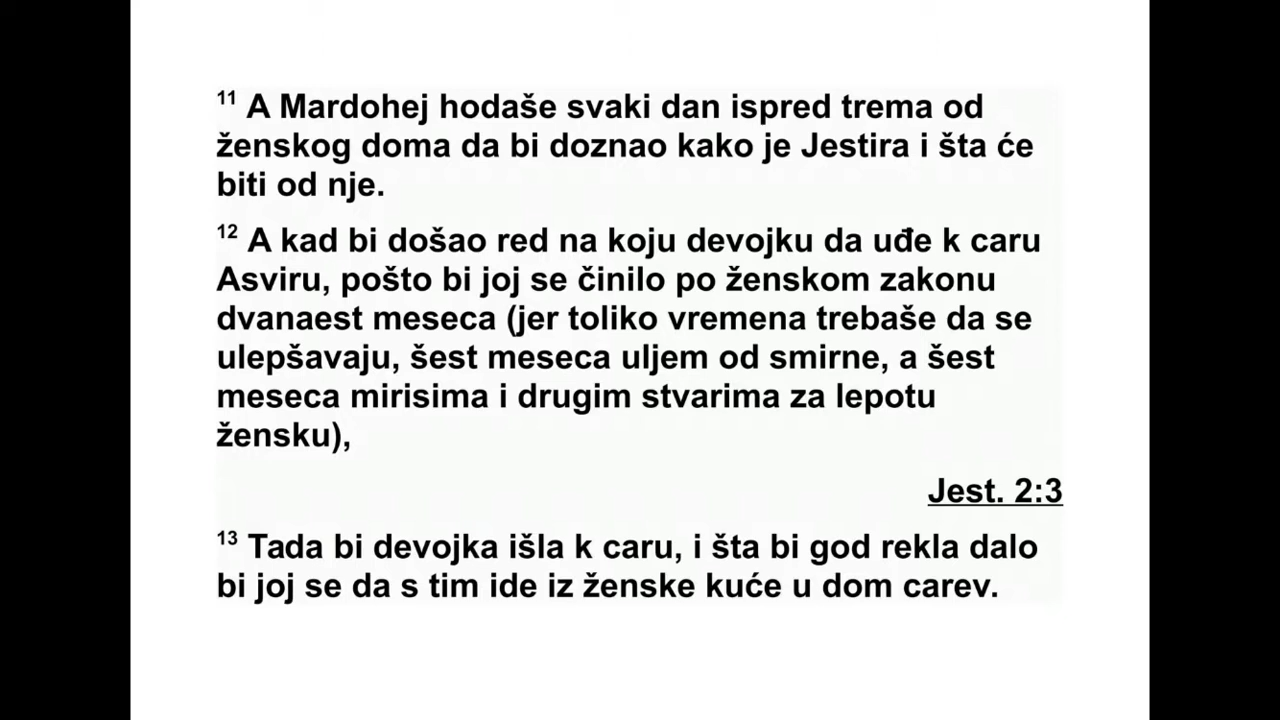 11 A Mardohej hodaše svaki dan ispred trema od
ženskog doma da bi doznao kako je Jestira i šta će
biti od nje.
12 A kad bi došao red na koju devojku da uđe k caru
Asviru, pošto bi joj se činilo po ženskom zakonu
dvanaest meseca (jer toliko vremena trebaše da se
ulepšavaju, šest meseca uljem od smirne, a šest
meseca mirisima i drugim stvarima za lepotu
žensku),
Jest. 2:3
13 Tada bi devojka išla k caru, i šta bi god rekla dalo
bi joj se da s tim ide iz ženske kuće u dom carev.